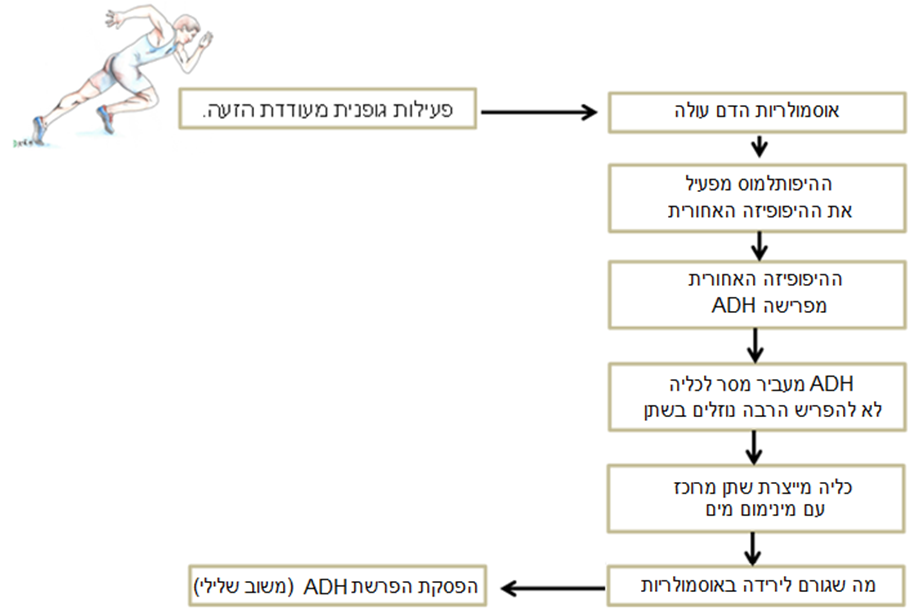 פעילות גופנית מעודדת הזעה.
אוסמולריות הדם עולה
ההיפותלמוס מפעיל
את ההיפופיזה האחורית
ההיפופיזה האחורית
מפרישה ADH
ADH מעביר מסר לכליה
לא להפריש הרבה נוזלים בשתן
כליה מייצרת שתן מרוכז
עם מינימום מים
מה שגורם לירידה באוסמולריות
הפסקת הפרשת ADH (משוב שלילי)